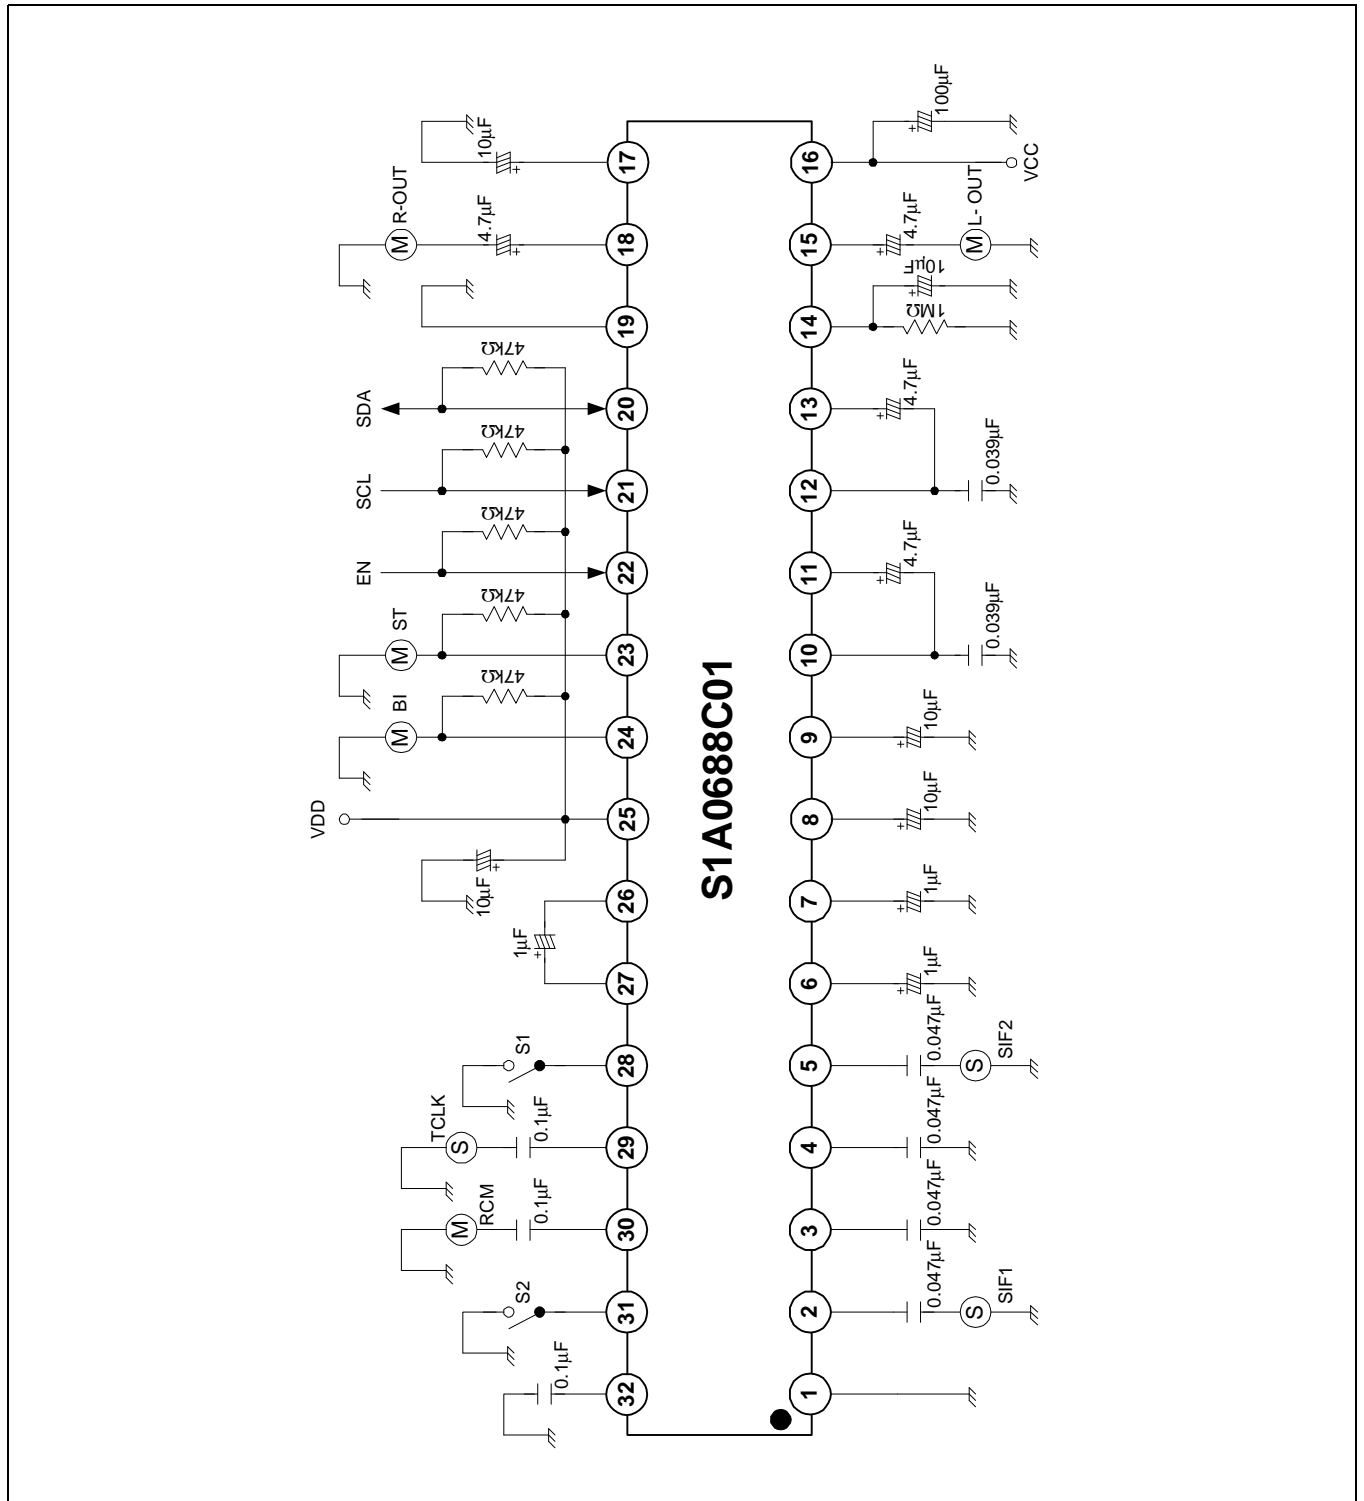 10µF
17
R-OUT
M
4.7µF
18
19
47kΩ
SDA
20
47kΩ
SCL
21
47kΩ
EN
22
47kΩ
ST
M
23
47kΩ
BI
M
24
VDD
25
10µF
+
26
1µF
+
27
S1
28
TCLK
S
0.1µF
29
RCM
M
0.1µF
30
S2
31
0.1µF
32
S1A0688C01
100µF
+
16
VCC
15
4.7µF
+
M
L- OUT
10µF
+
14
1MΩ
13
4.7µF
+
12
0.039µF
11
4.7µF
+
10
0.039µF
9
10µF
+
8
10µF
+
7
1µF
+
6
1µF
+
5
0.047µF
S
SIF2
4
0.047µF
3
0.047µF
2
0.047µF
S
SIF1
1